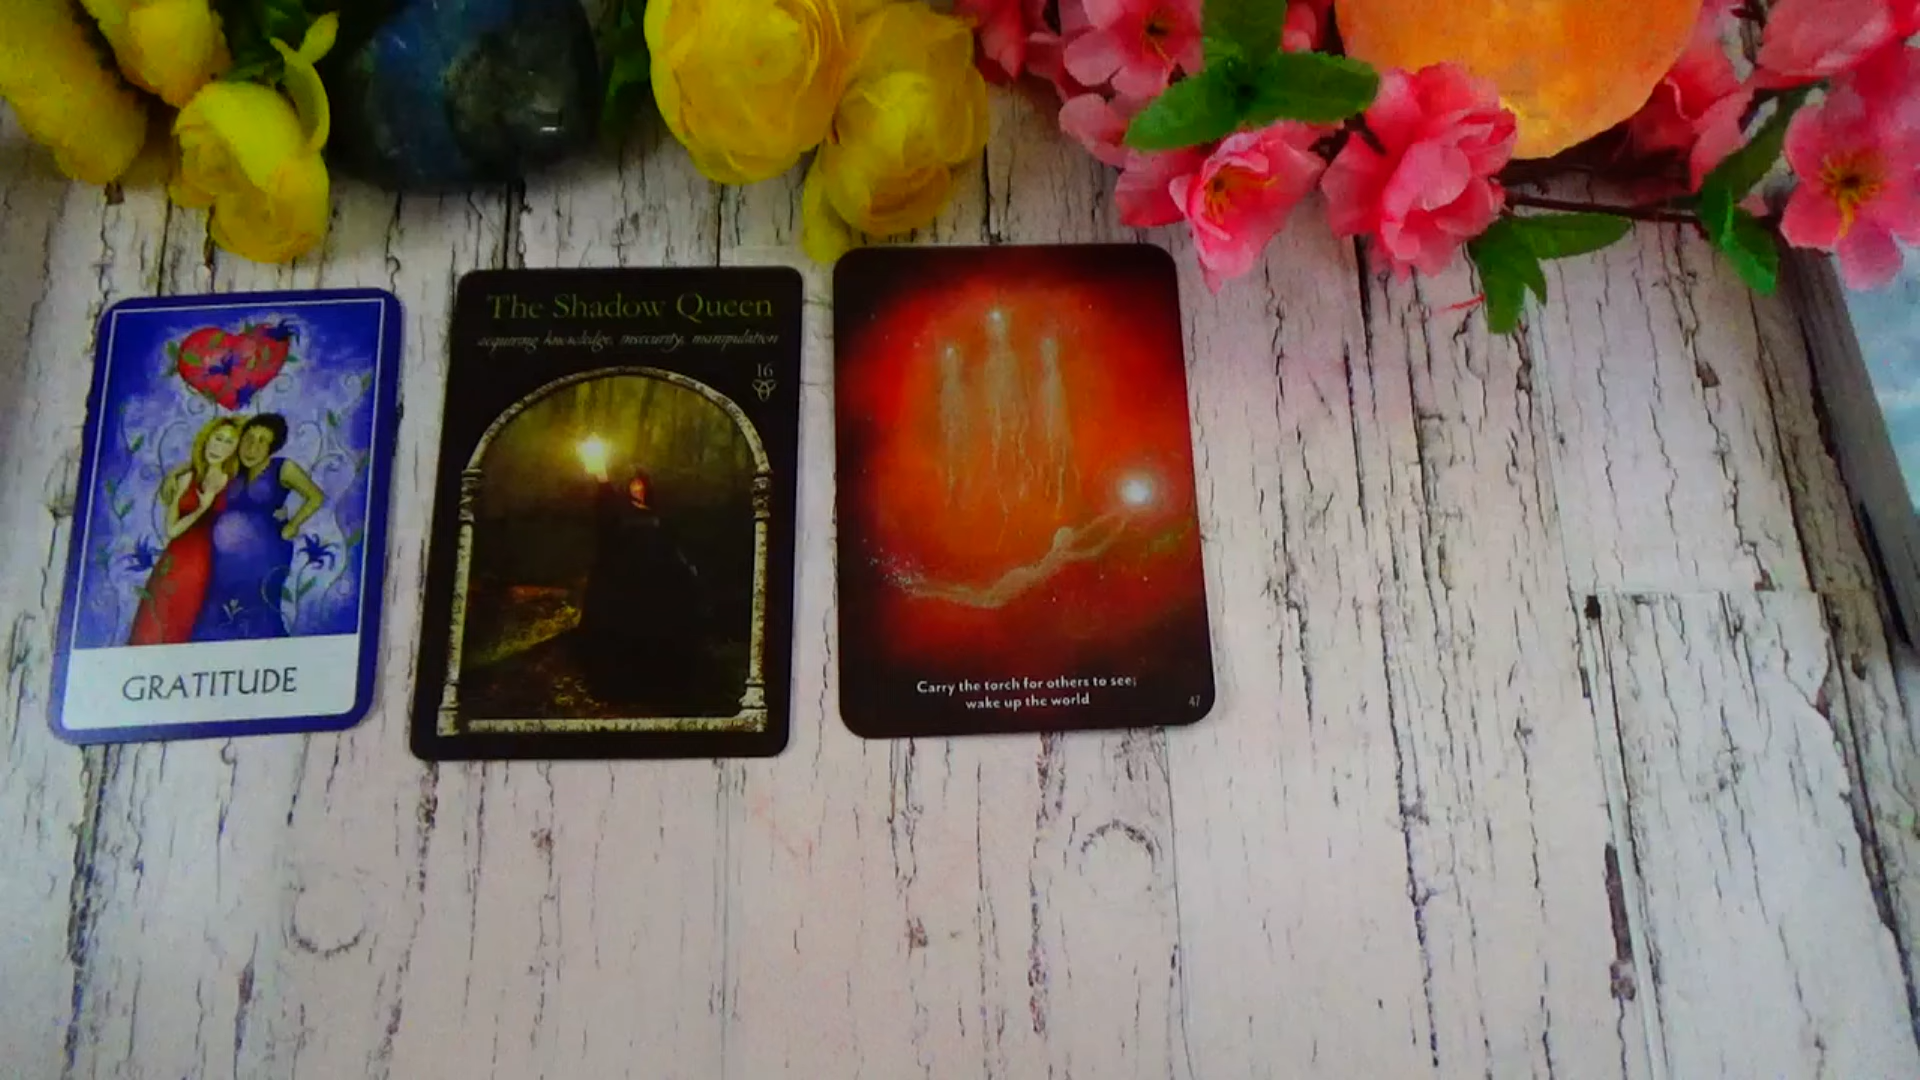 GRATITUDE
The Shadow Queen
acquiring knowledge, insecurity, manipulation
16
Carry the torch for others to see;
wake up the world
47